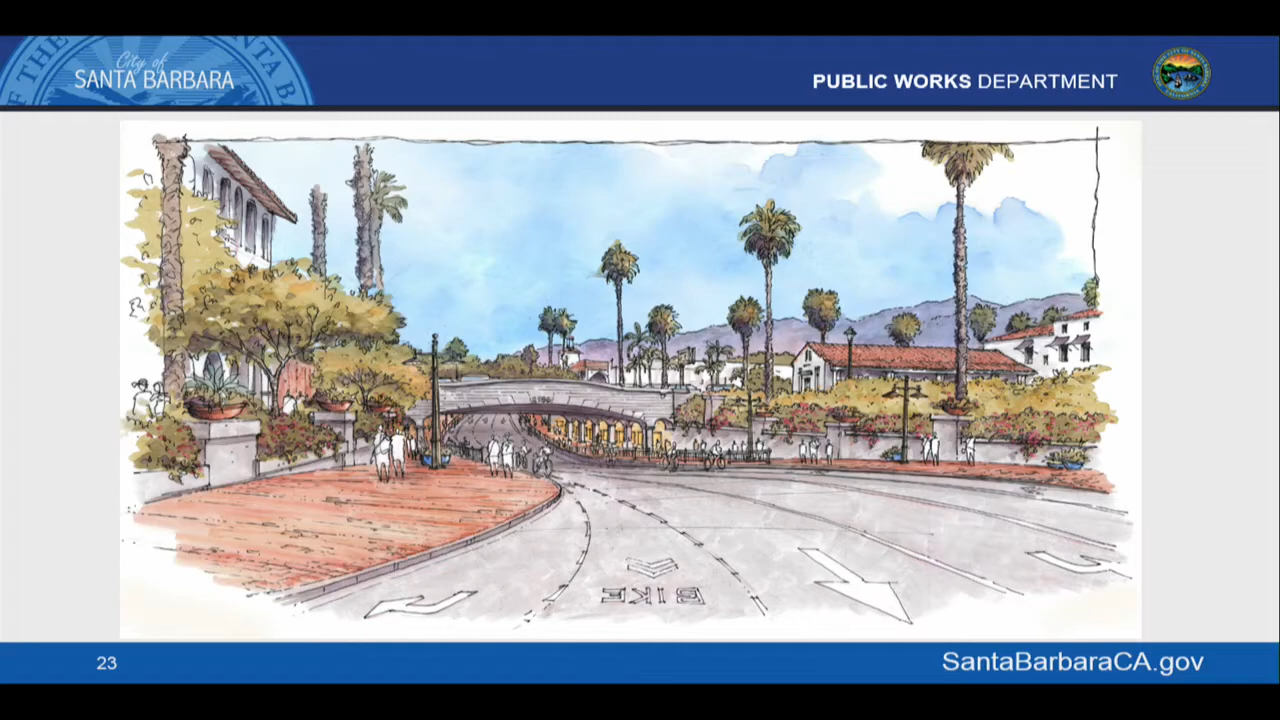 City of
SANTA BARBARA
PUBLIC WORKS DEPARTMENT
BIKE
23
SantaBarbaraCA.gov